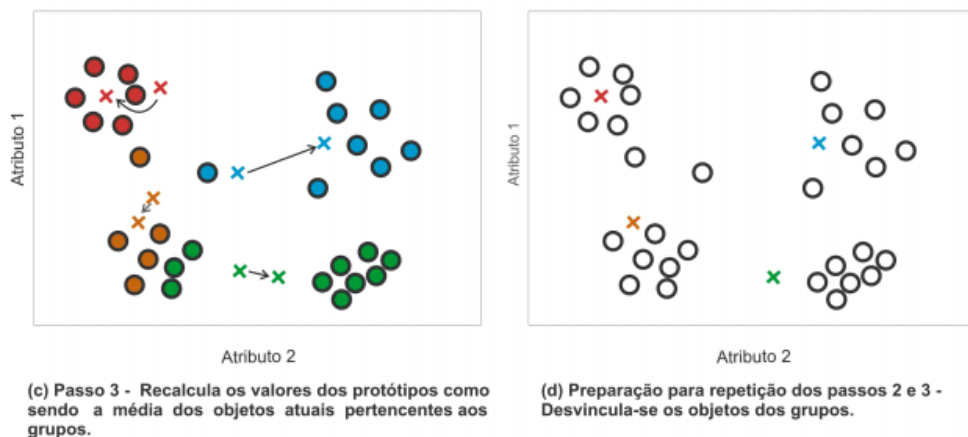 Atributo 1
Atributo 2
(c) Passo 3 - Recalcula os valores dos protótipos como
sendo a média dos objetos atuais pertencentes aos
grupos.
Atributo 1
Atributo 2
(d) Preparação para repetição dos passos 2 e 3 -
Desvincula-se os objetos dos grupos.